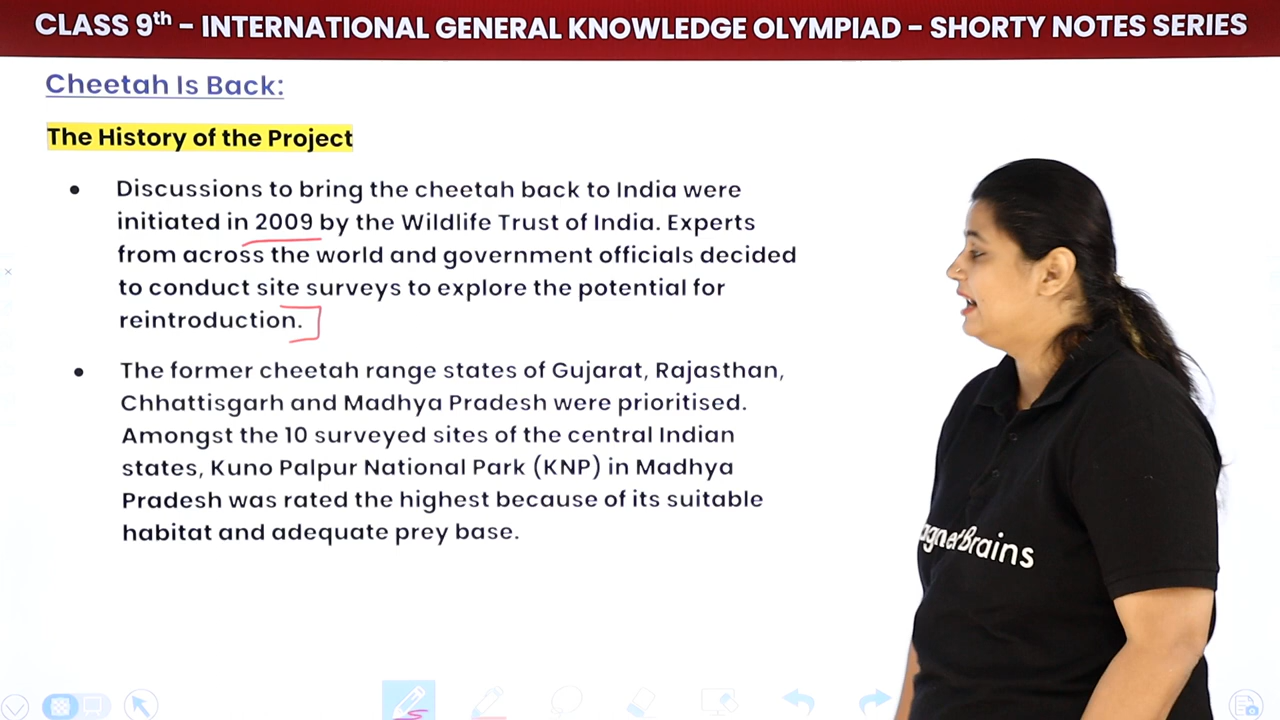 CLASS 9th – INTERNATIONAL GENERAL KNOWLEDGE OLYMPIAD – SHORTY NOTES SERIES
Cheetah Is Back:
The History of the Project
• Discussions to bring the cheetah back to India were
initiated in 2009 by the Wildlife Trust of India. Experts
from across the world and government officials decided
to conduct site surveys to explore the potential for
reintroduction.
• The former cheetah range states of Gujarat, Rajasthan,
Chhattisgarh and Madhya Pradesh were prioritised.
Amongst the 10 surveyed sites of the central Indian
states, Kuno Palpur National Park (KNP) in Madhya
Pradesh was rated the highest because of its suitable
habitat and adequate prey base.
agnet Brains